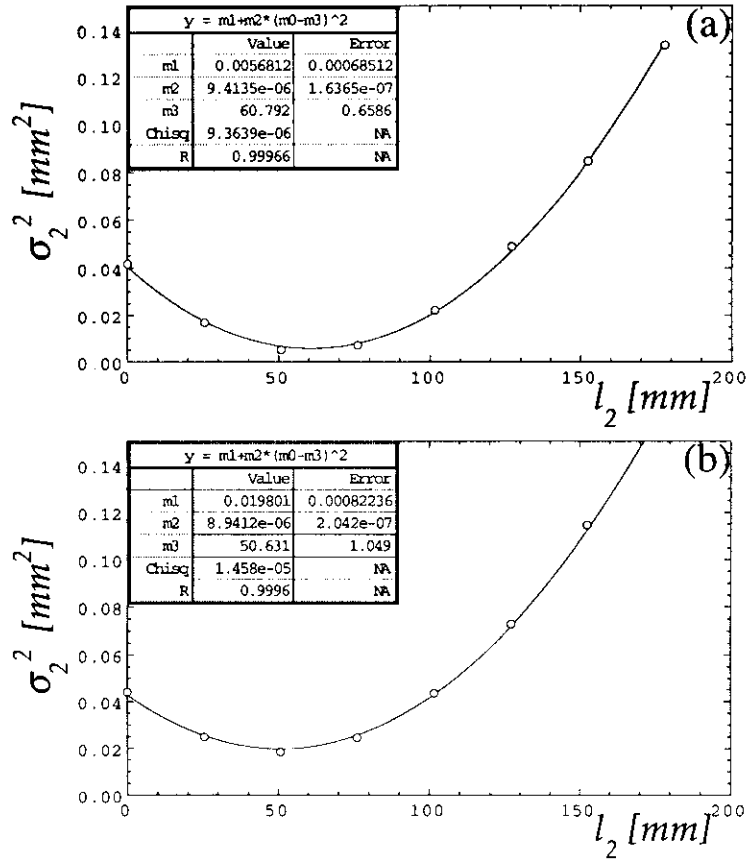 (a)
y = m1+m2*(m0-m3)^2
Value Error
m1 0.0056812 0.00068512
m2 9.4135e-06 1.6365e-07
m3 60.792 0.6586
Chisq 9.3639e-06 NA
R 0.99966 NA
σ₂² [mm²]
0.14
0.12
0.10
0.08
0.06
0.04
0.02
0.00
0 50 100 150 200
l₂ [mm]
(b)
y = m1+m2*(m0-m3)^2
Value Error
m1 0.019801 0.00082236
m2 8.9412e-06 2.042e-07
m3 50.631 1.049
Chisq 1.458e-05 NA
R 0.9996 NA
σ₂² [mm²]
0.14
0.12
0.10
0.08
0.06
0.04
0.02
0.00
0 50 100 150 200
l₂ [mm]